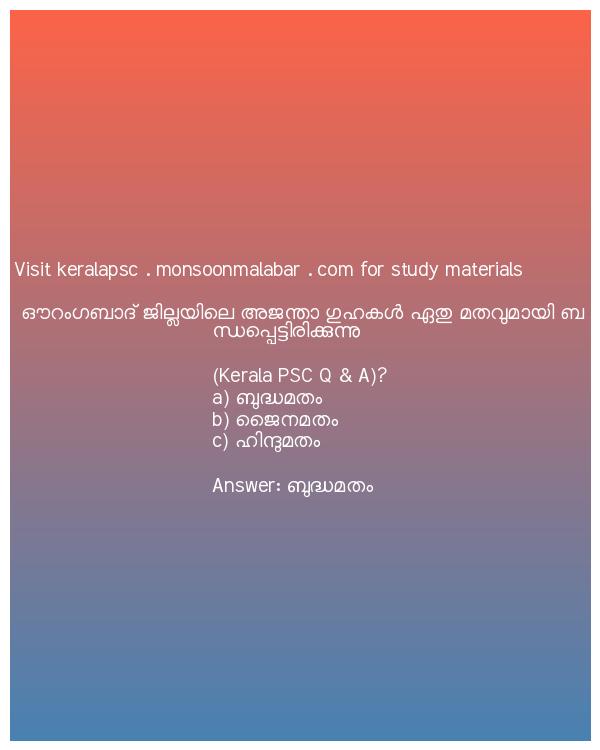 Visit keralapsc . monsoonmalabar . com for study materials
ഔറംഗബാദ് ജില്ലയിലെ അജന്താ ഗുഹകൾ ഏതു മതവുമായി ബ
ന്ധപ്പെട്ടിരിക്കുന്നു
(Kerala PSC Q & A)?
a) ബുദ്ധമതം
b) ജൈനമതം
c) ഹിന്ദുമതം
Answer: ബുദ്ധമതം